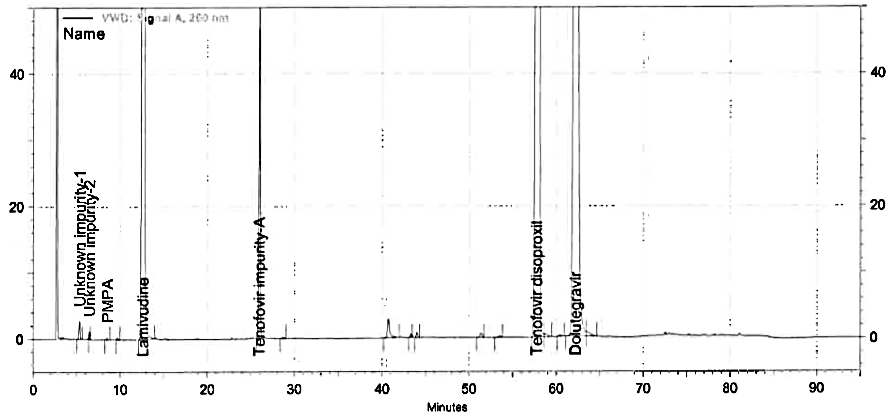 VWD: Signal A, 260 nm
Name
40
20
0
40
20
0
Unknown impurity-1
Unknown impurity-2
PMPA
Lamivudine
Tenofovir impurity-A
Tenofovir disoproxil
Dolutegravir
0 10 20 30 40 50 60 70 80 90
Minutes